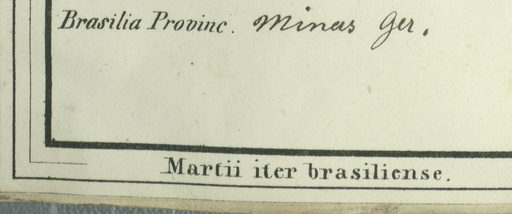 Brasilia Provinc. Minas Ger.
Martii iter brasiliense.